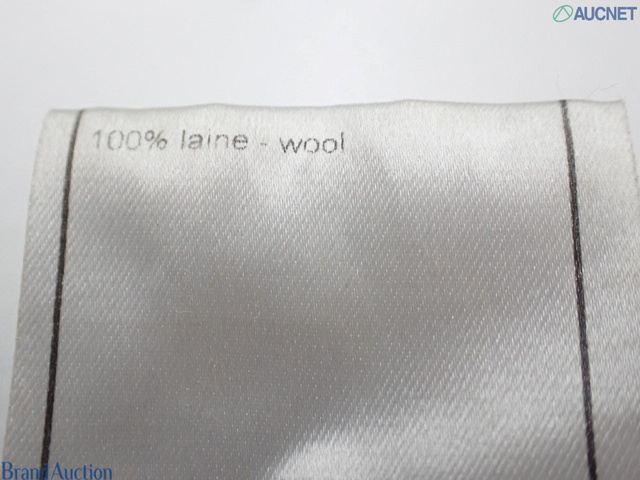 AUCNET
100% laine - wool
Brand Auction